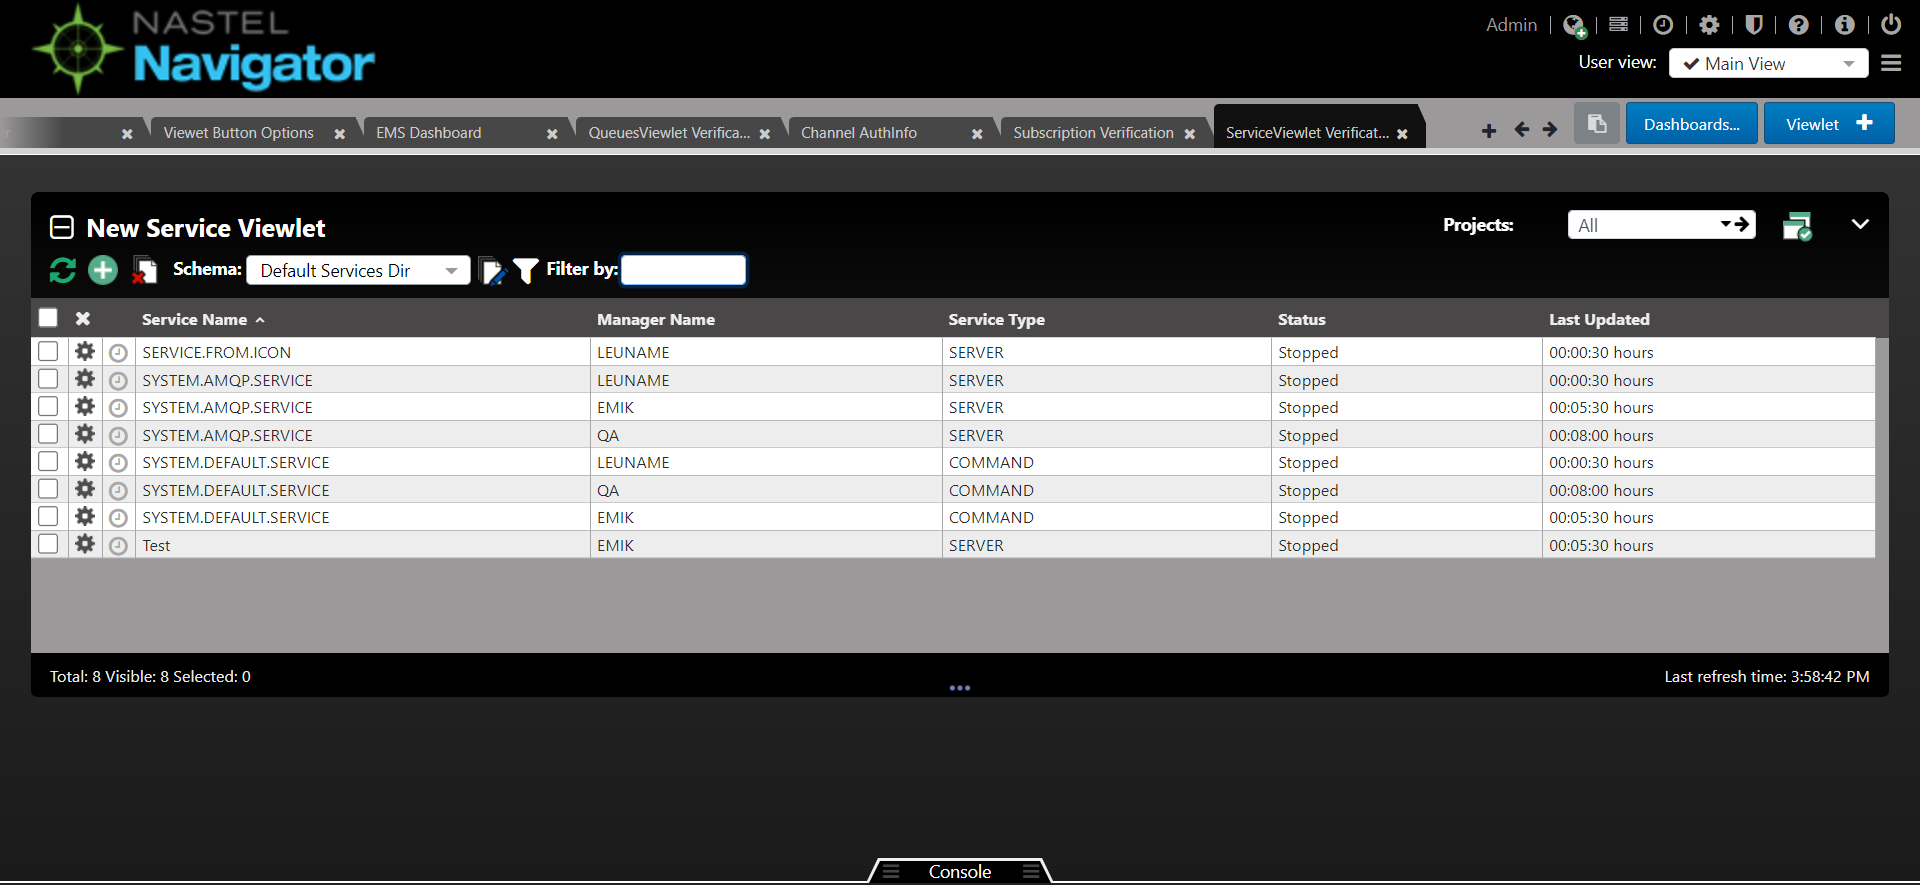 NASTEL
Navigator
Admin
User view: Main View
Viewet Button Options
EMS Dashboard
QueuesViewlet Verifica...
Channel AuthInfo
Subscription Verification
ServiceViewlet Verificat...
Dashboards...
Viewlet
New Service Viewlet
Projects: All
Schema: Default Services Dir Filter by:
Service Name Manager Name Service Type Status Last Updated
SERVICE.FROM.ICON LEUNAME SERVER Stopped 00:00:30 hours
SYSTEM.AMQP.SERVICE LEUNAME SERVER Stopped 00:00:30 hours
SYSTEM.AMQP.SERVICE EMIK SERVER Stopped 00:05:30 hours
SYSTEM.AMQP.SERVICE QA SERVER Stopped 00:08:00 hours
SYSTEM.DEFAULT.SERVICE LEUNAME COMMAND Stopped 00:00:30 hours
SYSTEM.DEFAULT.SERVICE QA COMMAND Stopped 00:08:00 hours
SYSTEM.DEFAULT.SERVICE EMIK COMMAND Stopped 00:05:30 hours
Test EMIK SERVER Stopped 00:05:30 hours
Total: 8 Visible: 8 Selected: 0
Last refresh time: 3:58:42 PM
Console